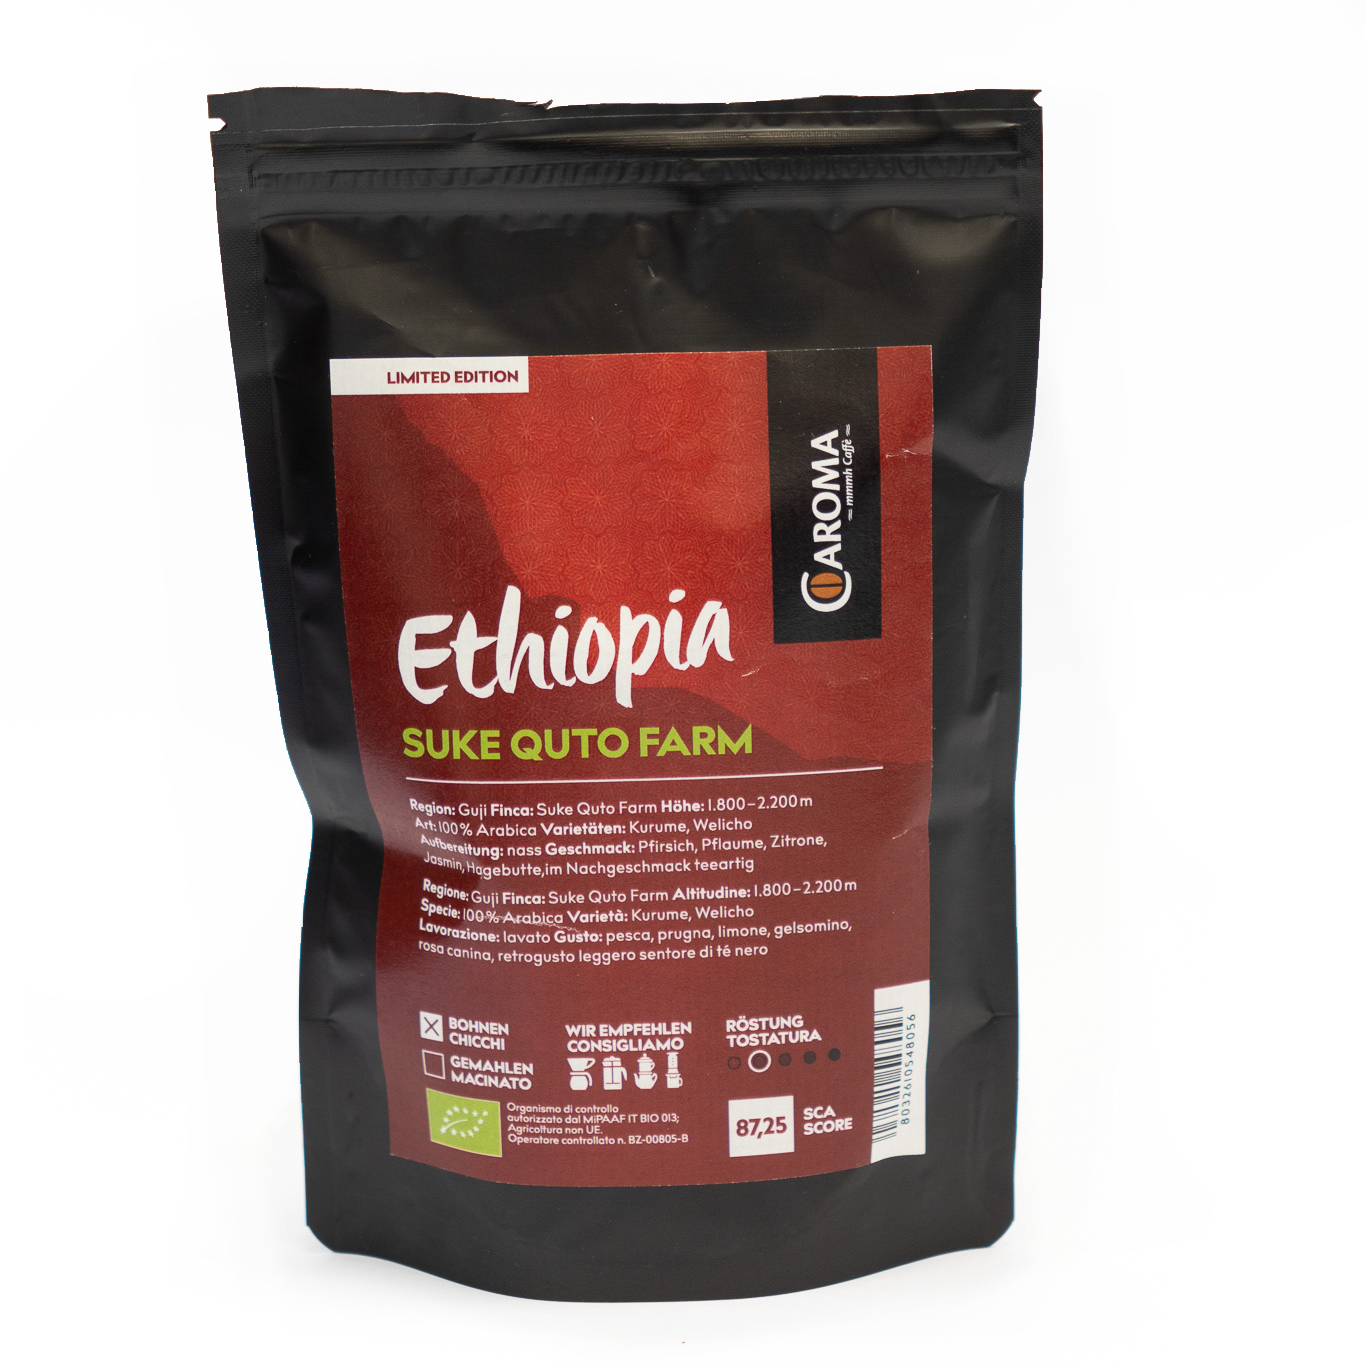 LIMITED EDITION
CAROMA
≈ mmmh Caffè ≈
Ethiopia
SUKE QUTO FARM
Region: Guji Finca: Suke Quto Farm Höhe: 1.800–2.200m
Art: 100% Arabica Varietäten: Kurume, Welicho
Aufbereitung: nass Geschmack: Pfirsich, Pflaume, Zitrone,
Jasmin, Hagebutte,im Nachgeschmack teeartig
Regione: Guji Finca: Suke Quto Farm Altitudine: 1.800–2.200m
Specie: 100% Arabica Varietà: Kurume, Welicho
Lavorazione: lavato Gusto: pesca, prugna, limone, gelsomino,
rosa canina, retrogusto leggero sentore di té nero
BOHNEN
CHICCHI
GEMAHLEN
MACINATO
WIR EMPFEHLEN
CONSIGLIAMO
RÖSTUNG
TOSTATURA
Organismo di controllo
autorizzato dal MiPAAF IT BIO 013;
Agricoltura non UE.
Operatore controllato n. BZ-00805-B
87,25
SCA
SCORE
8032610548056